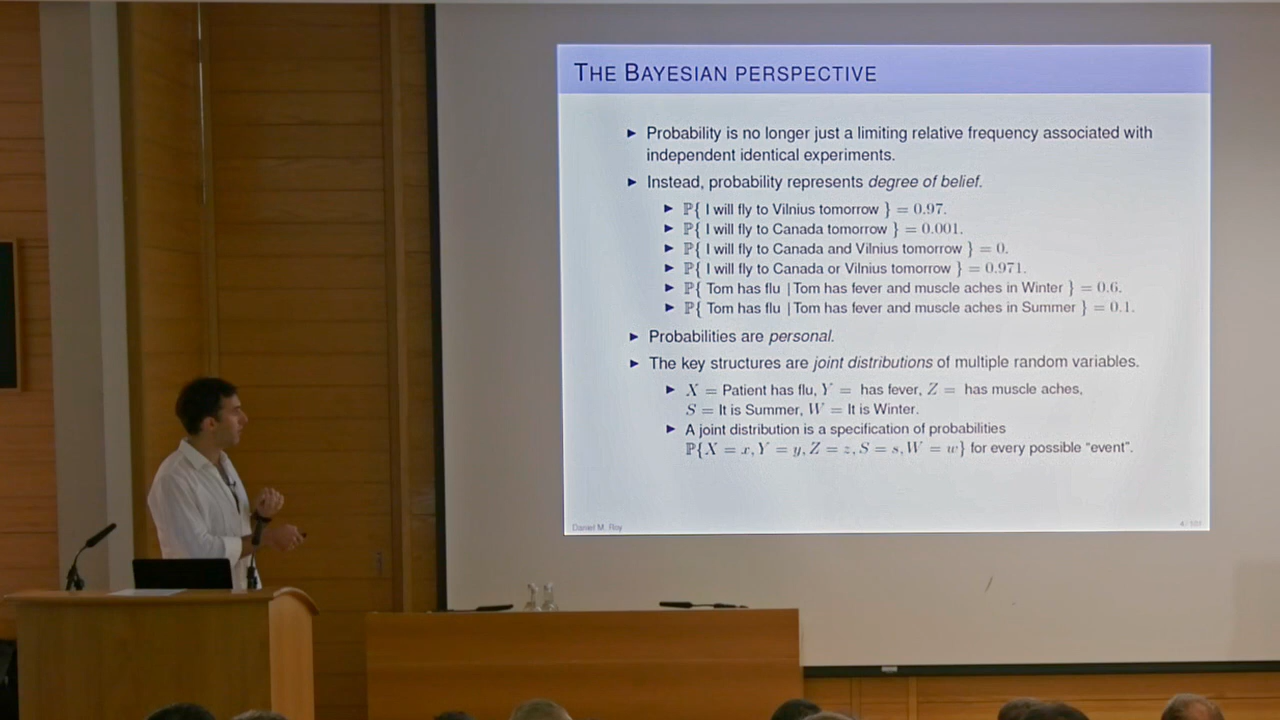 THE BAYESIAN PERSPECTIVE
► Probability is no longer just a limiting relative frequency associated with
independent identical experiments.
► Instead, probability represents degree of belief.
► ℙ{ I will fly to Vilnius tomorrow } = 0.97.
► ℙ{ I will fly to Canada tomorrow } = 0.001.
► ℙ{ I will fly to Canada and Vilnius tomorrow } = 0.
► ℙ{ I will fly to Canada or Vilnius tomorrow } = 0.971.
► ℙ{ Tom has flu | Tom has fever and muscle aches in Winter } = 0.6.
► ℙ{ Tom has flu | Tom has fever and muscle aches in Summer } = 0.1.
► Probabilities are personal.
► The key structures are joint distributions of multiple random variables.
► X = Patient has flu, Y = has fever, Z = has muscle aches,
S = It is Summer, W = It is Winter.
► A joint distribution is a specification of probabilities
ℙ{X = x, Y = y, Z = z, S = s, W = w} for every possible “event”.
Daniel M. Roy